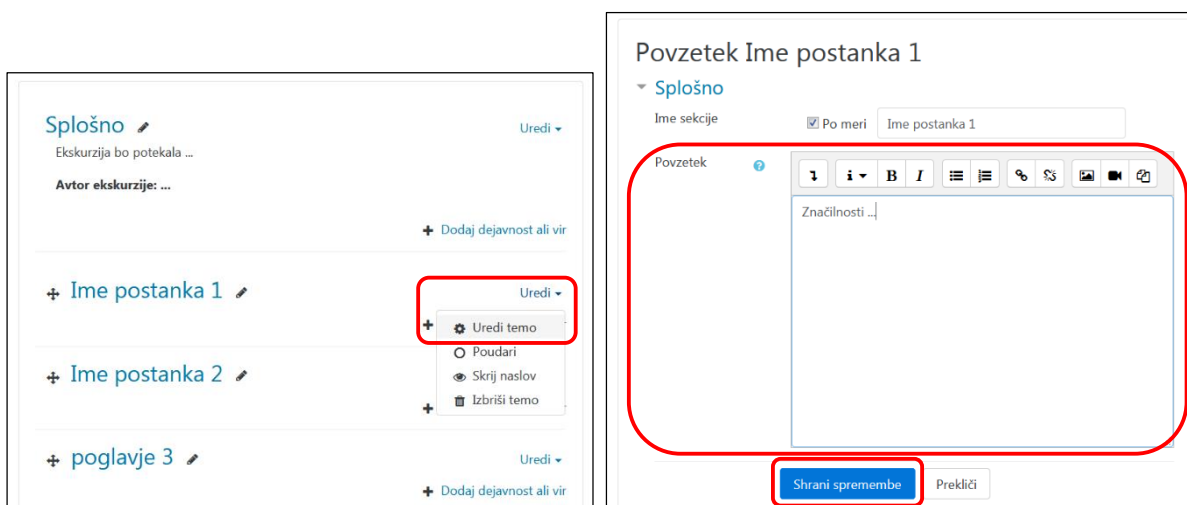 Splošno
Uredi
Ekskurzija bo potekala ...
Avtor ekskurzije: ...
Dodaj dejavnost ali vir
Ime postanka 1
Uredi
Uredi temo
Poudari
Ime postanka 2
Skrij naslov
Izbriši temo
poglavje 3
Uredi
Dodaj dejavnost ali vir
Povzetek Ime postanka 1
Splošno
Ime sekcije
Po meri
Ime postanka 1
Povzetek
i B I
Značilnosti ...
Shrani spremembe
Prekliči